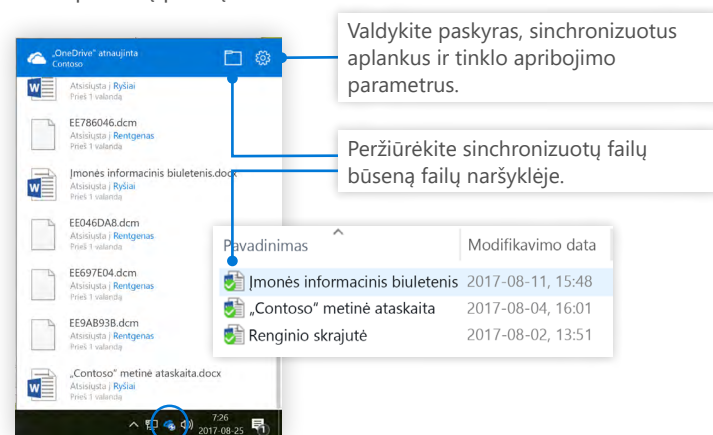 „OneDrive“ atnaujinta
Contoso
Valdykite paskyras, sinchronizuotus
aplankus ir tinklo apribojimo
parametrus.
Atsisiųsta į Ryšiai
Prieš 1 valandą
EE786046.dcm
Atsisiųsta į Rentgenas
Prieš 1 valandą
Įmonės informacinis biuletenis.docx
Atsisiųsta į Ryšiai
Prieš 1 valandą
Peržiūrėkite sinchronizuotų failų
būseną failų naršyklėje.
EE046DA8.dcm
Atsisiųsta į Rentgenas
Prieš 1 valandą
EE697E04.dcm
Atsisiųsta į Rentgenas
Prieš 1 valandą
EE9AB93B.dcm
Atsisiųsta į Rentgenas
Prieš 1 valandą
„Contoso“ metinė ataskaita.docx
Atsisiųsta į Ryšiai
Prieš 1 valandą
Pavadinimas Modifikavimo data
Įmonės informacinis biuletenis 2017-08-11, 15:48
„Contoso“ metinė ataskaita 2017-08-04, 16:01
Renginio skrajutė 2017-08-02, 13:51
7:26
2017-08-25
1